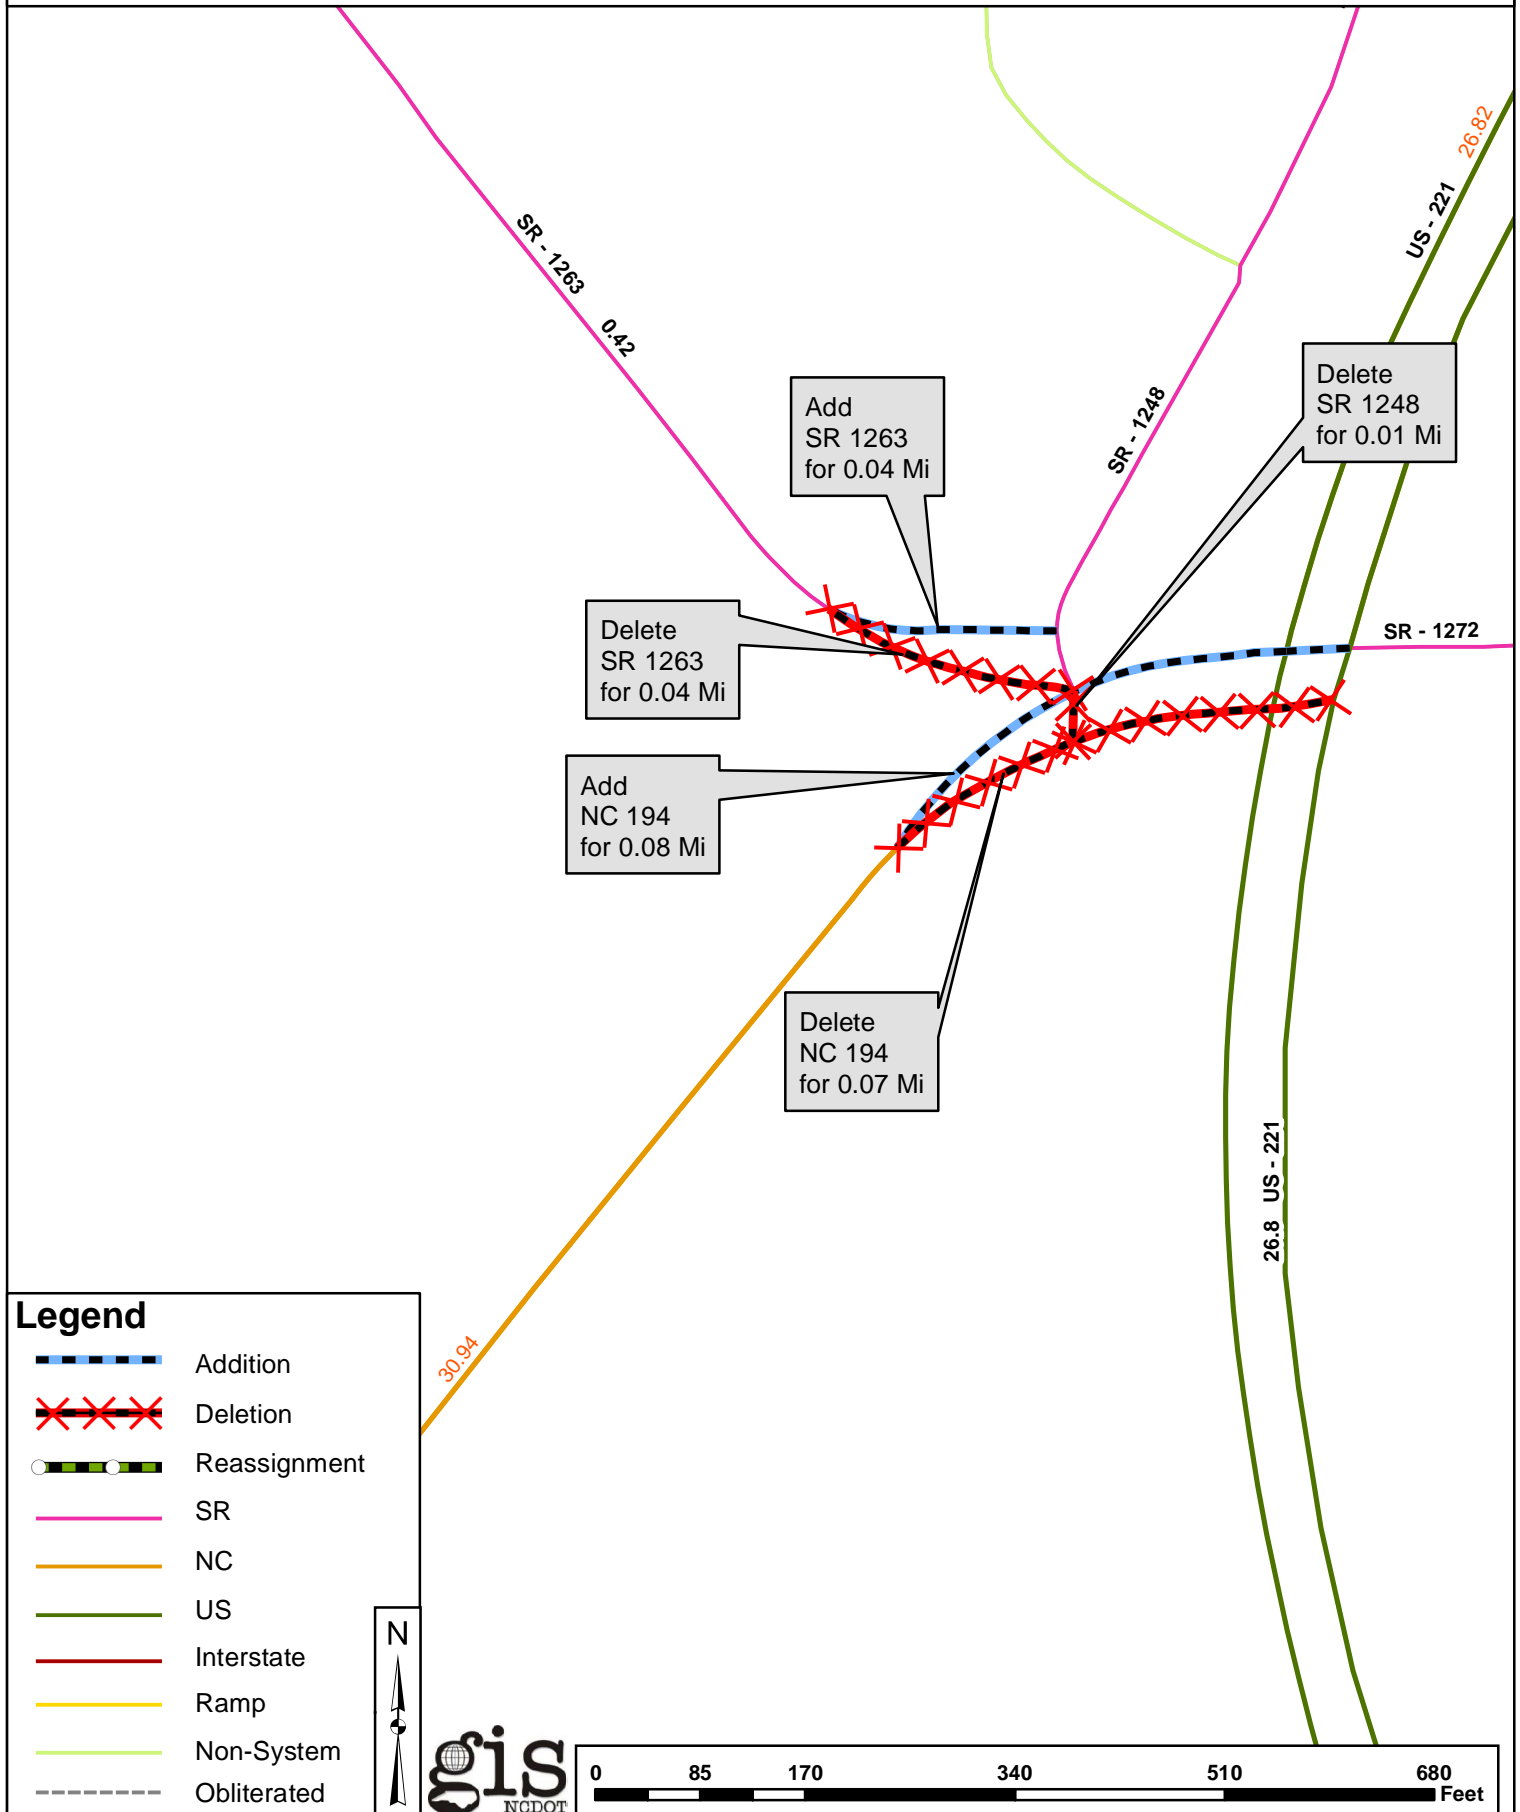 26.82
US - 221
SR - 1263
0.42
Delete
SR 1248
for 0.01 Mi
Add
SR 1263
for 0.04 Mi
SR - 1248
Delete
SR 1263
for 0.04 Mi
SR - 1272
Add
NC 194
for 0.08 Mi
Delete
NC 194
for 0.07 Mi
26.8 US - 221
30.94
Legend
Addition
Deletion
Reassignment
SR
NC
US
Interstate
Ramp
Non-System
Obliterated
N
gis
NCDOT
0 85 170 340 510 680
Feet